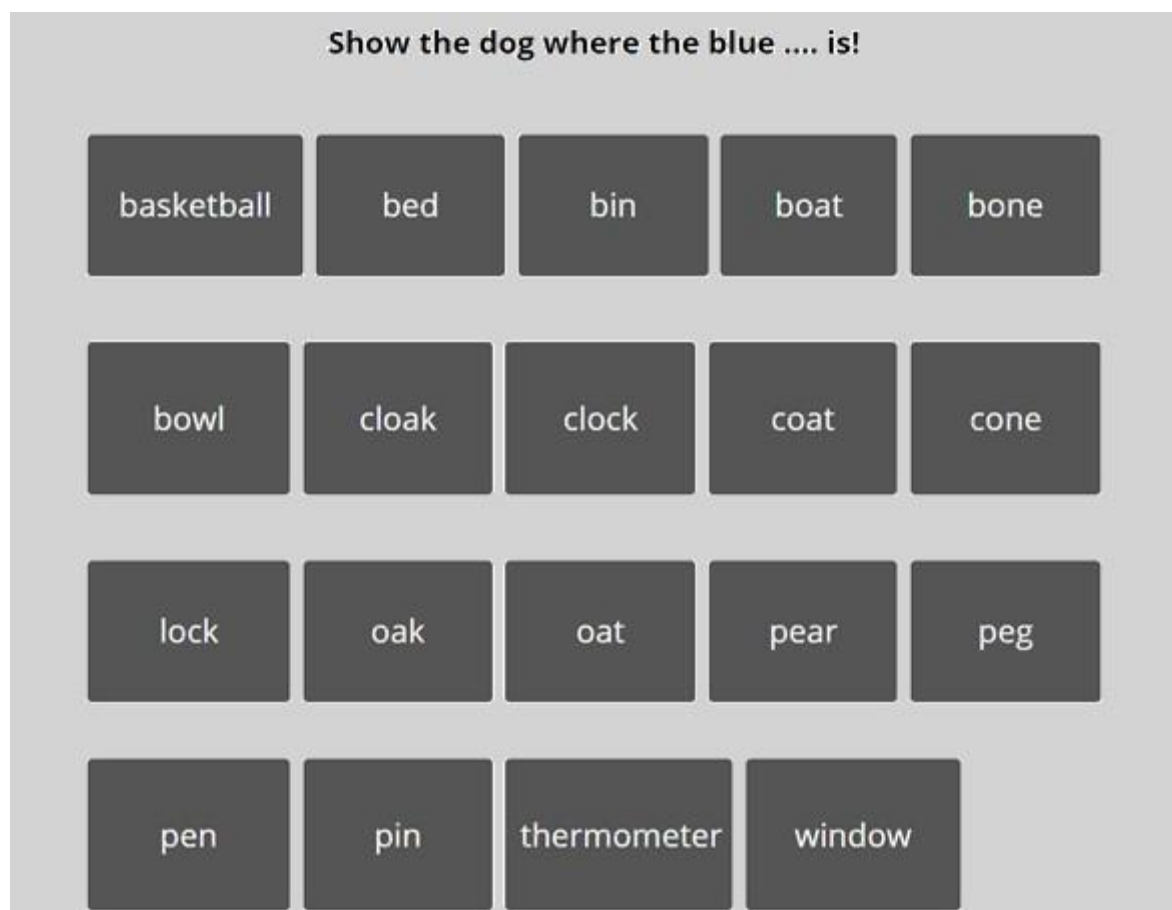 Show the dog where the blue .... is!
basketball bed bin boat bone
bowl cloak clock coat cone
lock oak oat pear peg
pen pin thermometer window